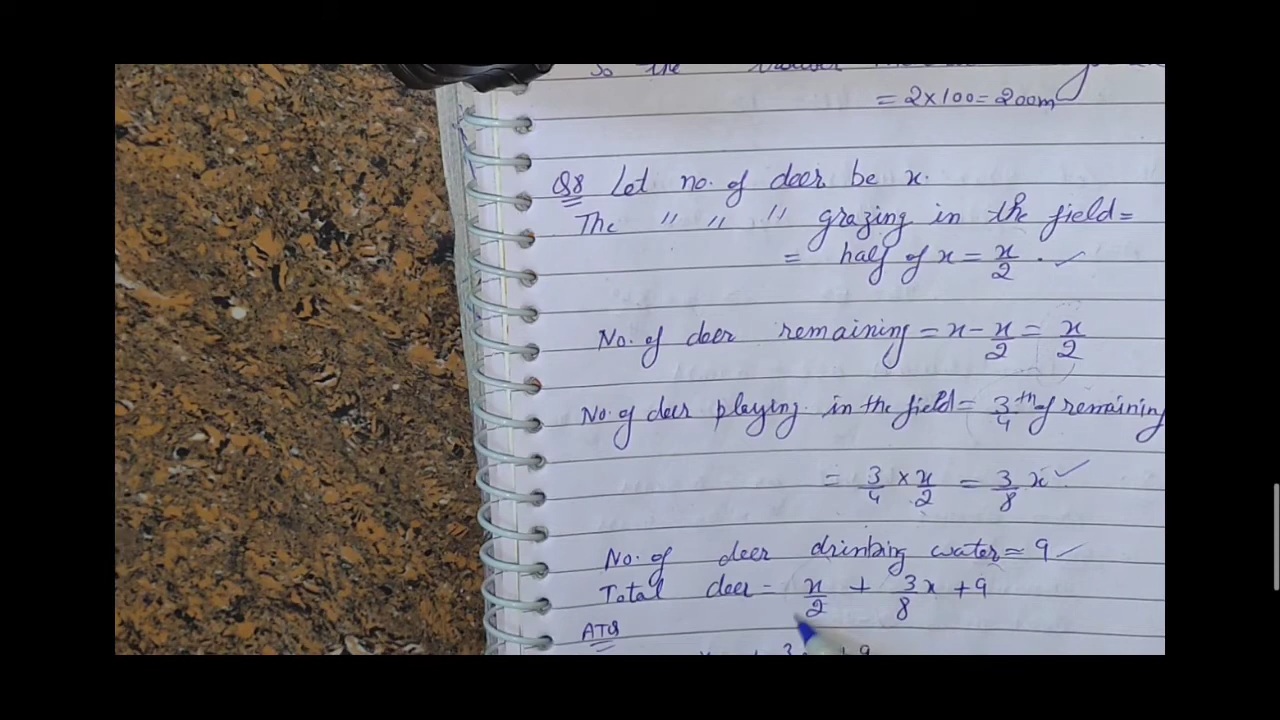 So the
= 2×100 = 200m
Q8 Let no. of deer be x.
The " " " grazing in the field =
= half of x = x/2 . ✓
No. of deer remaining = x - x/2 = x/2
No. of deer playing in the field = 3/4 th of remaining
= 3/4 × x/2 = 3/8 x ✓
No. of deer drinking water = 9 ✓
Total deer = x/2 + 3/8 x + 9
ATQ